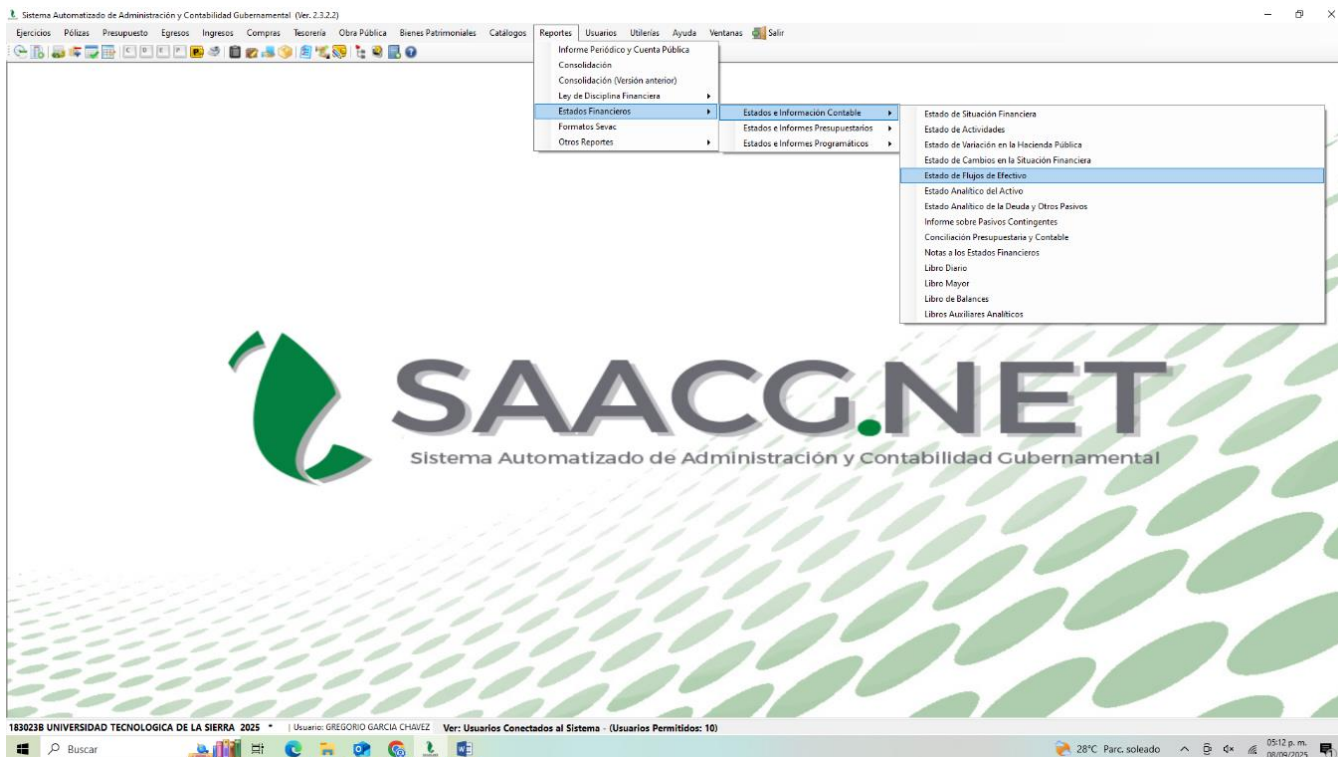 Sistema Automatizado de Administración y Contabilidad Gubernamental (Ver. 2.3.2.2)
Ejercicios Pólizas Presupuesto Egresos Ingresos Compras Tesorería Obra Pública Bienes Patrimoniales Catálogos Reportes Usuarios Utilerías Ayuda Ventanas Salir
Informe Periódico y Cuenta Pública
Consolidación
Consolidación (Versión anterior)
Ley de Disciplina Financiera
Estados Financieros
Formatos Sevac
Otros Reportes
Estados e Información Contable
Estados e Informes Presupuestarios
Estados e Informes Programáticos
Estado de Situación Financiera
Estado de Actividades
Estado de Variación en la Hacienda Pública
Estado de Cambios en la Situación Financiera
Estado de Flujos de Efectivo
Estado Analítico del Activo
Estado Analítico de la Deuda y Otros Pasivos
Informe sobre Pasivos Contingentes
Conciliación Presupuestaria y Contable
Notas a los Estados Financieros
Libro Diario
Libro Mayor
Libro de Balances
Libros Auxiliares Analíticos
SAACG.NET
Sistema Automatizado de Administración y Contabilidad Gubernamental
183023B UNIVERSIDAD TECNOLOGICA DE LA SIERRA 2025 * | Usuario: GREGORIO GARCIA CHAVEZ Ver: Usuarios Conectados al Sistema - (Usuarios Permitidos: 10)
Buscar 28°C Parc. soleado 05:12 p. m.
08/09/2025